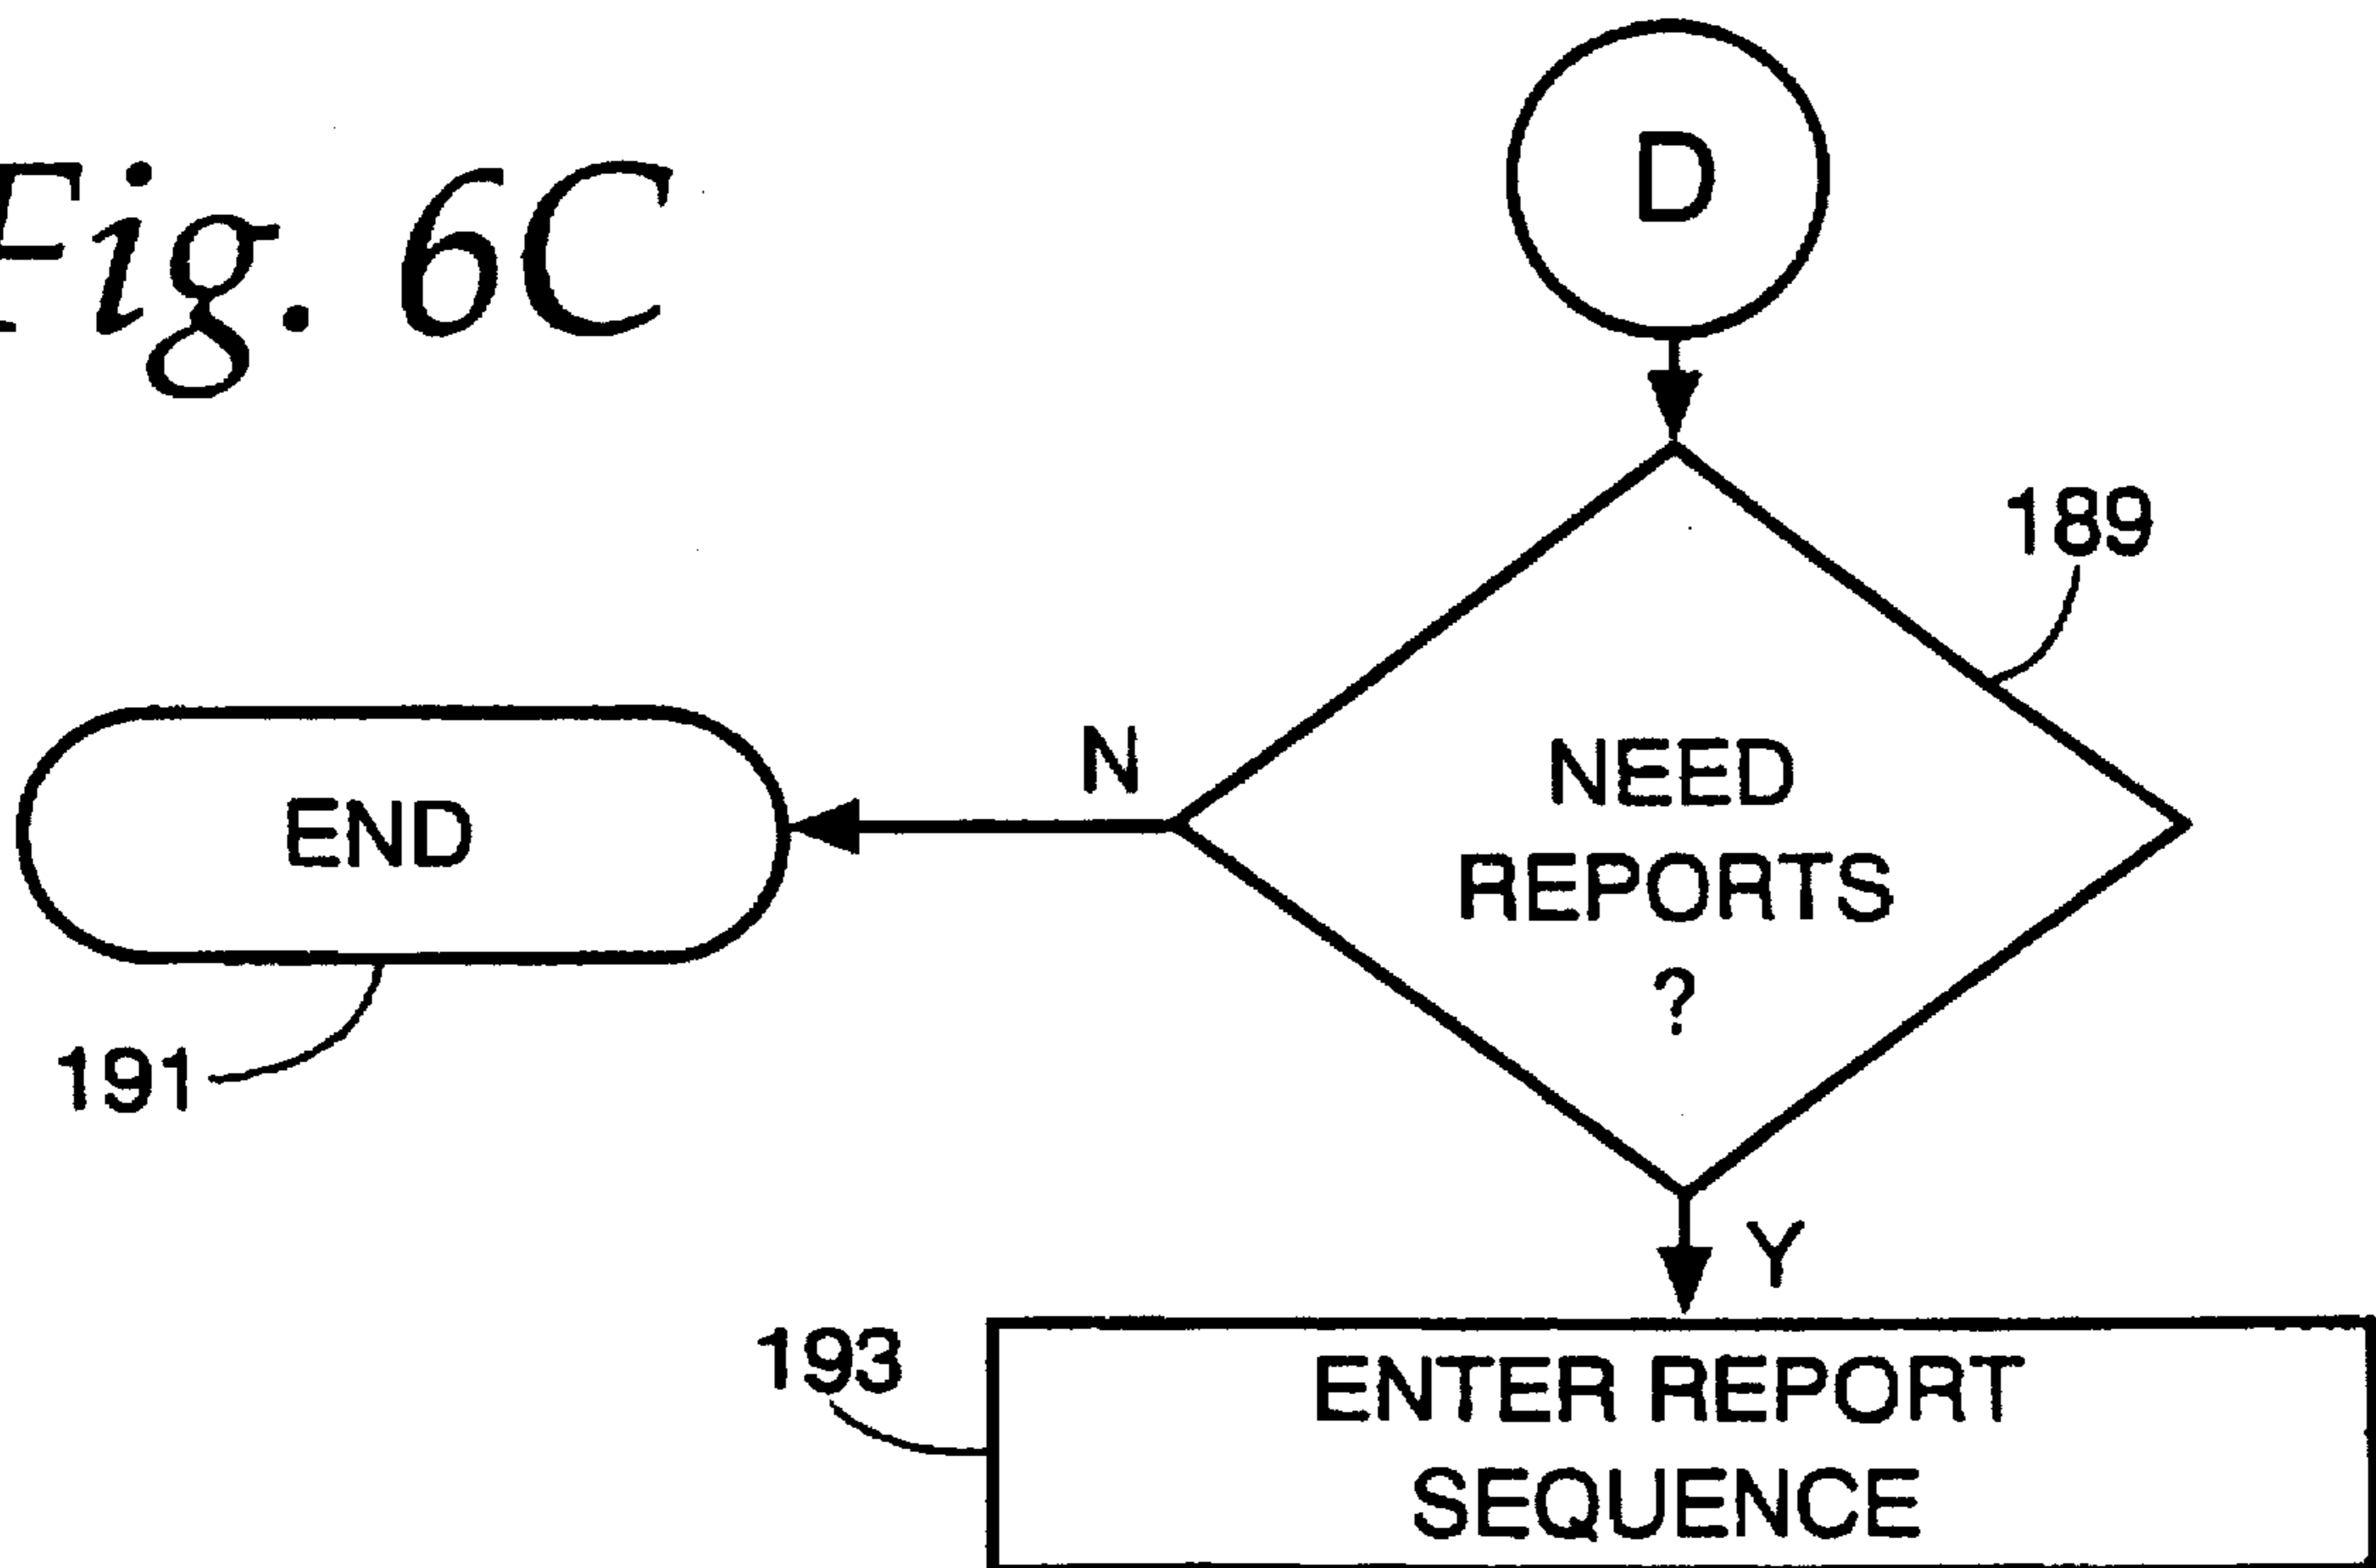 Fig. 6C
D
189
NEED
REPORTS
?
N
END
191
Y
193
ENTER REPORT
SEQUENCE